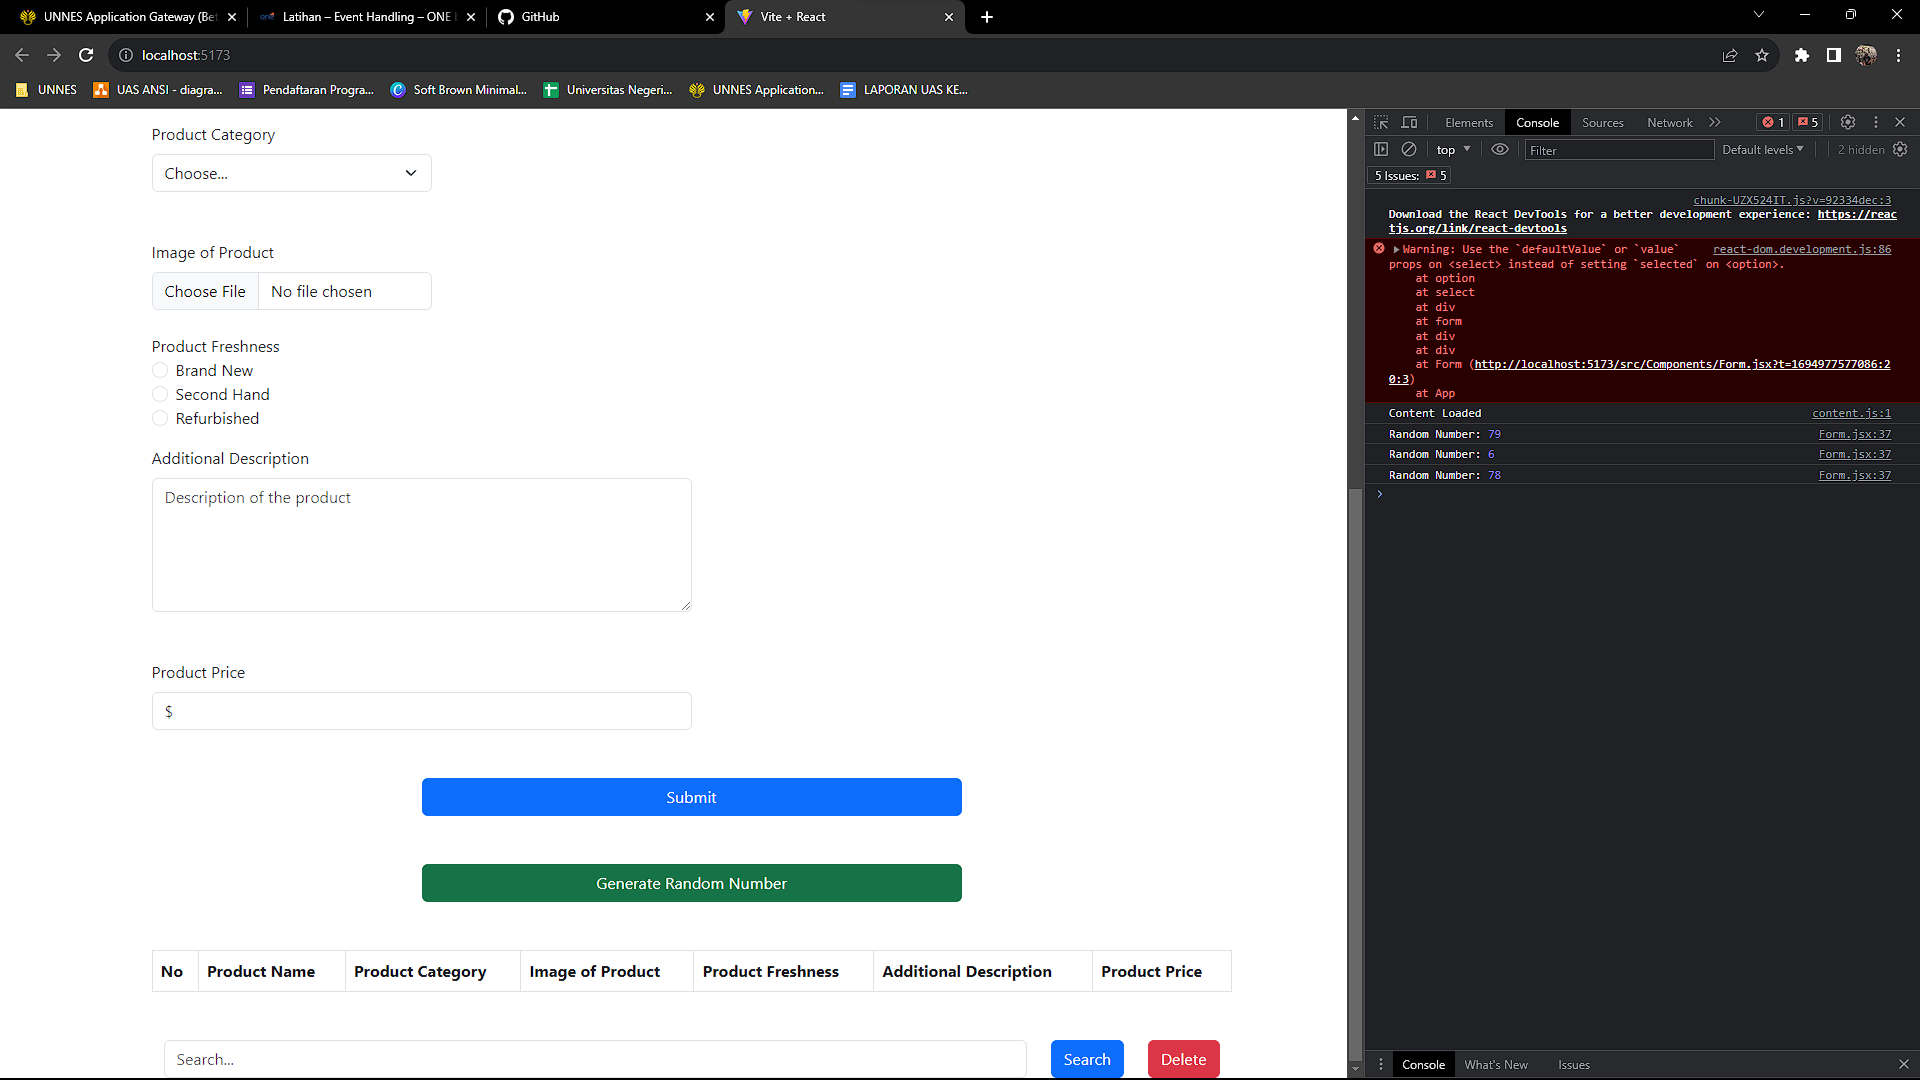 UNNES Application Gateway (Bet
Latihan – Event Handling – ONE
GitHub
Vite + React
localhost:5173
UNNES
UAS ANSI - diagra...
Pendaftaran Progra...
Soft Brown Minimal...
Universitas Negeri...
UNNES Application...
LAPORAN UAS KE...
Product Category
Choose...
Image of Product
Choose File No file chosen
Product Freshness
Brand New
Second Hand
Refurbished
Additional Description
Description of the product
Product Price
$
Submit
Generate Random Number
No Product Name Product Category Image of Product Product Freshness Additional Description Product Price
Search... Search Delete
Elements Console Sources Network 1 5
top Filter Default levels 2 hidden
5 Issues: 5
chunk-UZX524IT.js?v=92334dec:3
Download the React DevTools for a better development experience: https://reac
tjs.org/link/react-devtools
Warning: Use the `defaultValue` or `value` react-dom.development.js:86
props on <select> instead of setting `selected` on <option>.
at option
at select
at div
at form
at div
at div
at Form (http://localhost:5173/src/Components/Form.jsx?t=1694977577086:2
0:3)
at App
Content Loaded content.js:1
Random Number: 79 Form.jsx:37
Random Number: 6 Form.jsx:37
Random Number: 78 Form.jsx:37
Console What's New Issues